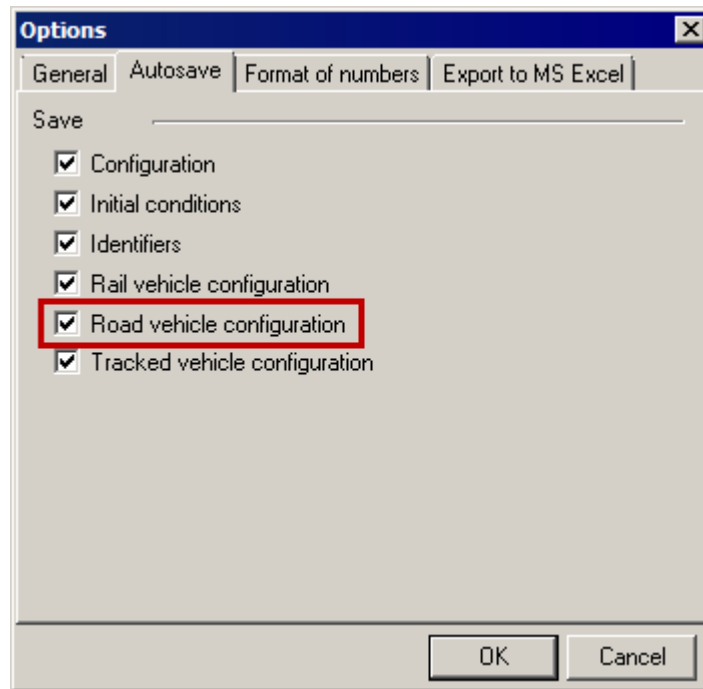 Options
General Autosave Format of numbers Export to MS Excel
Save
Configuration
Initial conditions
Identifiers
Rail vehicle configuration
Road vehicle configuration
Tracked vehicle configuration
OK Cancel